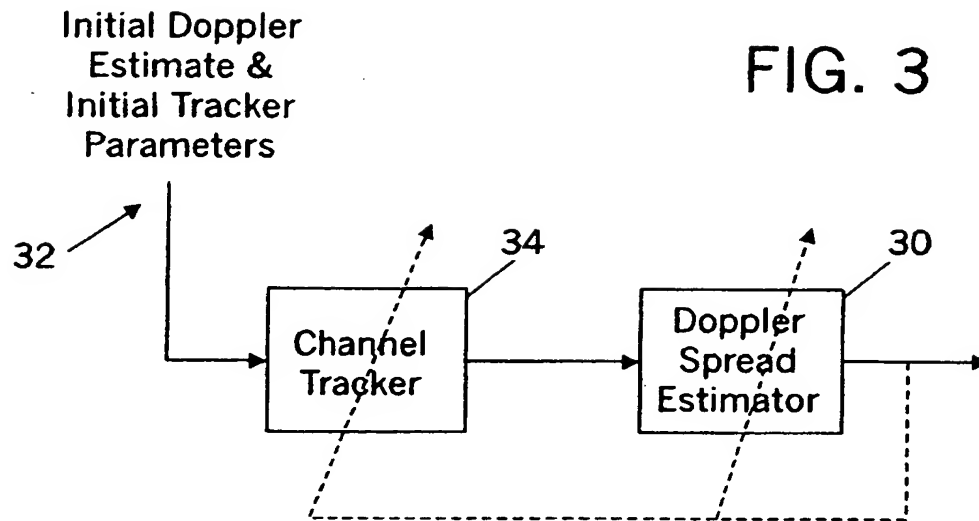 Initial Doppler
Estimate &
Initial Tracker
Parameters
FIG. 3
32
34
30
Channel
Tracker
Doppler
Spread
Estimator